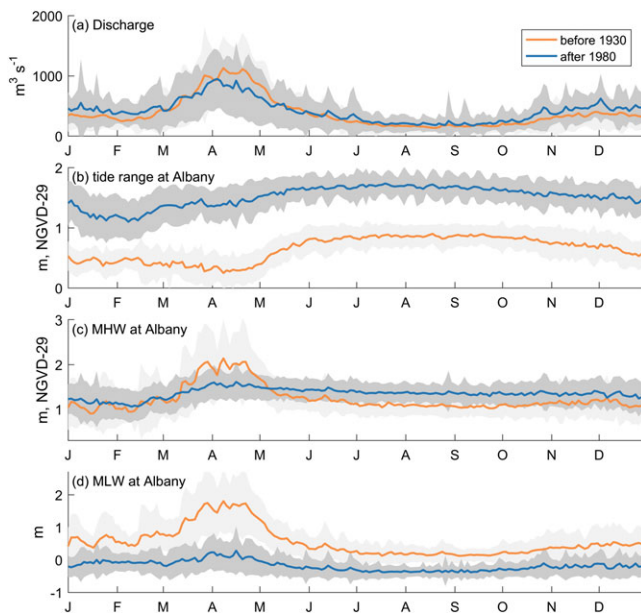 (a) Discharge
before 1930
after 1980
m³ s⁻¹
2000
1000
0
J F M A M J J A S O N D
(b) tide range at Albany
m, NGVD-29
2
1
0
J F M A M J J A S O N D
(c) MHW at Albany
m, NGVD-29
3
2
1
J F M A M J J A S O N D
(d) MLW at Albany
m
2
1
0
-1
J F M A M J J A S O N D